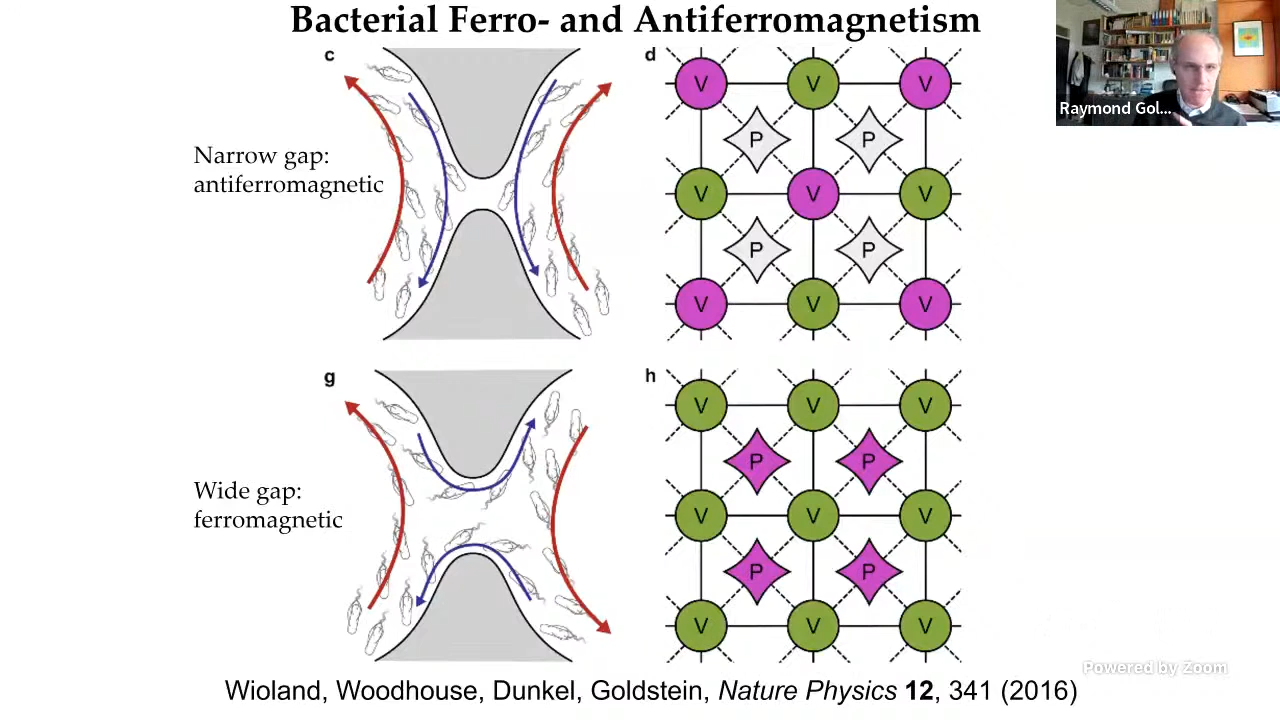 Bacterial Ferro- and Antiferromagnetism
Raymond Gol...
c
Narrow gap:
antiferromagnetic
d
V V V
P P
V V V
P P
V V V
g
Wide gap:
ferromagnetic
h
V V V
P P
V V V
P P
V V V
Powered by Zoom
Wioland, Woodhouse, Dunkel, Goldstein, Nature Physics 12, 341 (2016)